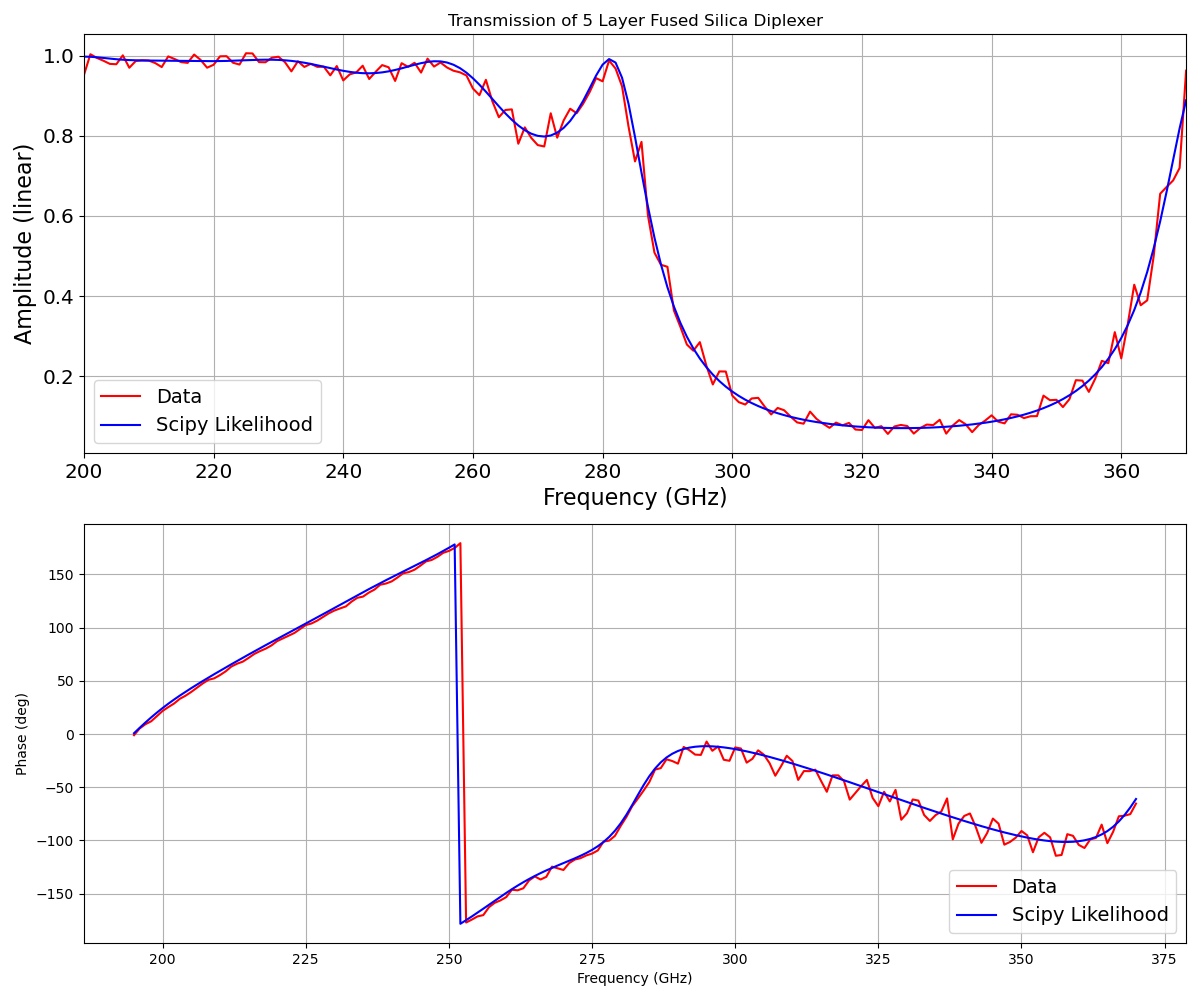 Transmission of 5 Layer Fused Silica Diplexer
Amplitude (linear)
1.0
0.8
0.6
0.4
0.2
Data
Scipy Likelihood
200 220 240 260 280 300 320 340 360
Frequency (GHz)
Phase (deg)
150
100
50
0
−50
−100
−150
Data
Scipy Likelihood
200 225 250 275 300 325 350 375
Frequency (GHz)